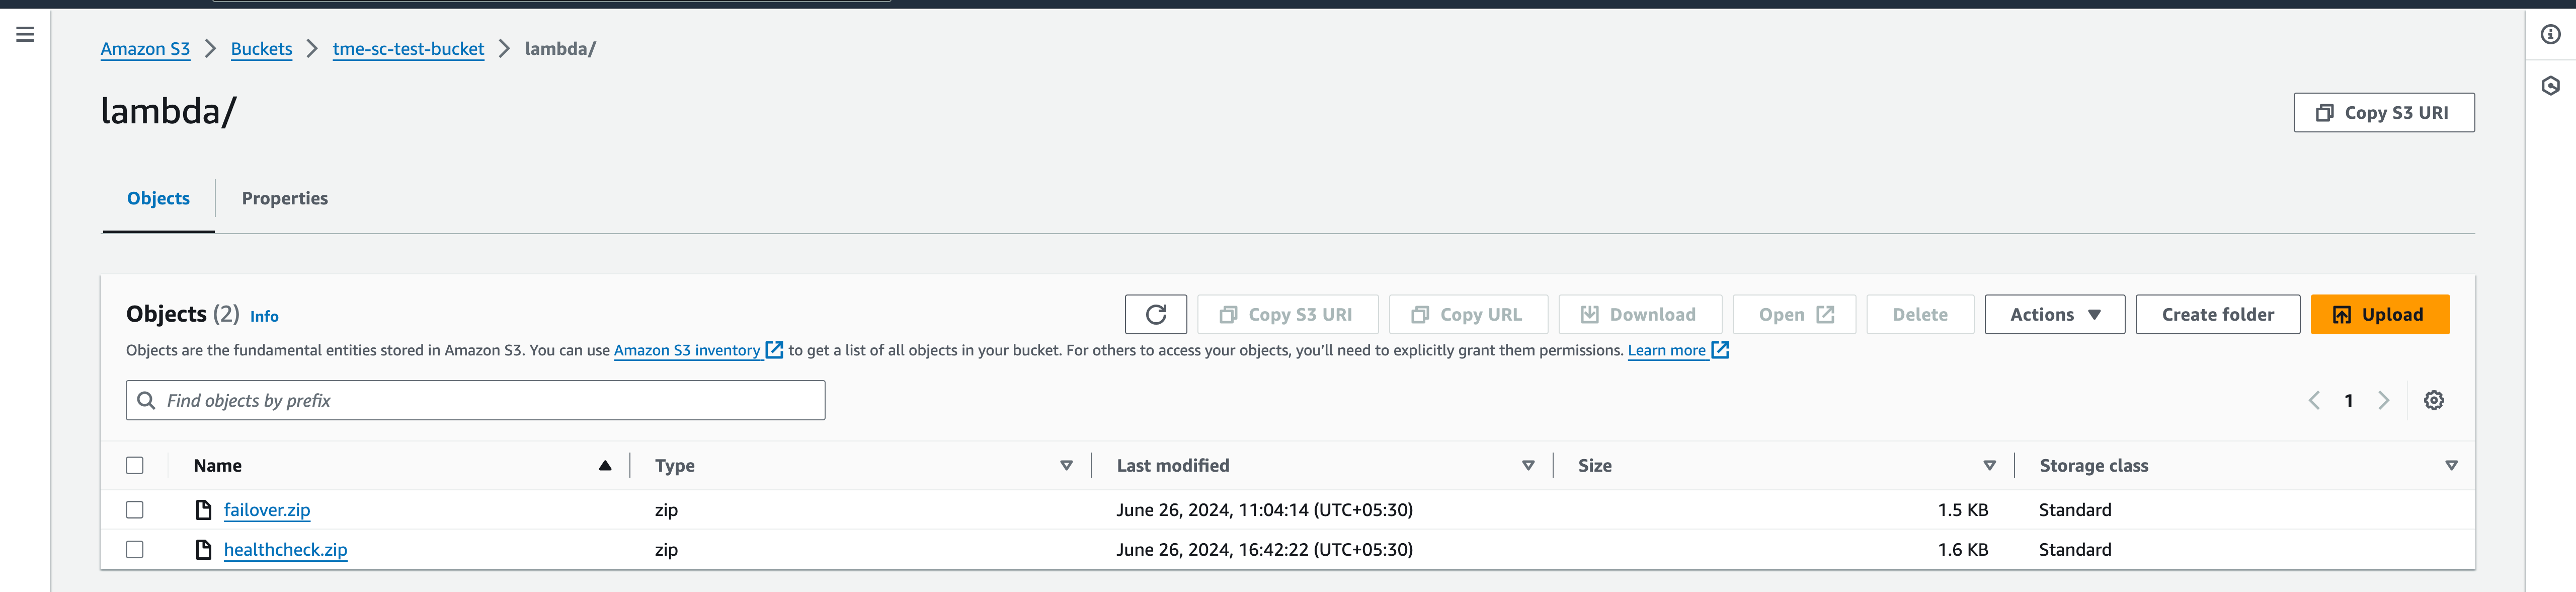 Amazon S3 > Buckets > tme-sc-test-bucket > lambda/
lambda/
Copy S3 URI
Objects
Properties
Objects (2) Info
Copy S3 URI
Copy URL
Download
Open
Delete
Actions
Create folder
Upload
Objects are the fundamental entities stored in Amazon S3. You can use Amazon S3 inventory to get a list of all objects in your bucket. For others to access your objects, you’ll need to explicitly grant them permissions. Learn more
Find objects by prefix
1
Name Type Last modified Size Storage class
failover.zip zip June 26, 2024, 11:04:14 (UTC+05:30) 1.5 KB Standard
healthcheck.zip zip June 26, 2024, 16:42:22 (UTC+05:30) 1.6 KB Standard